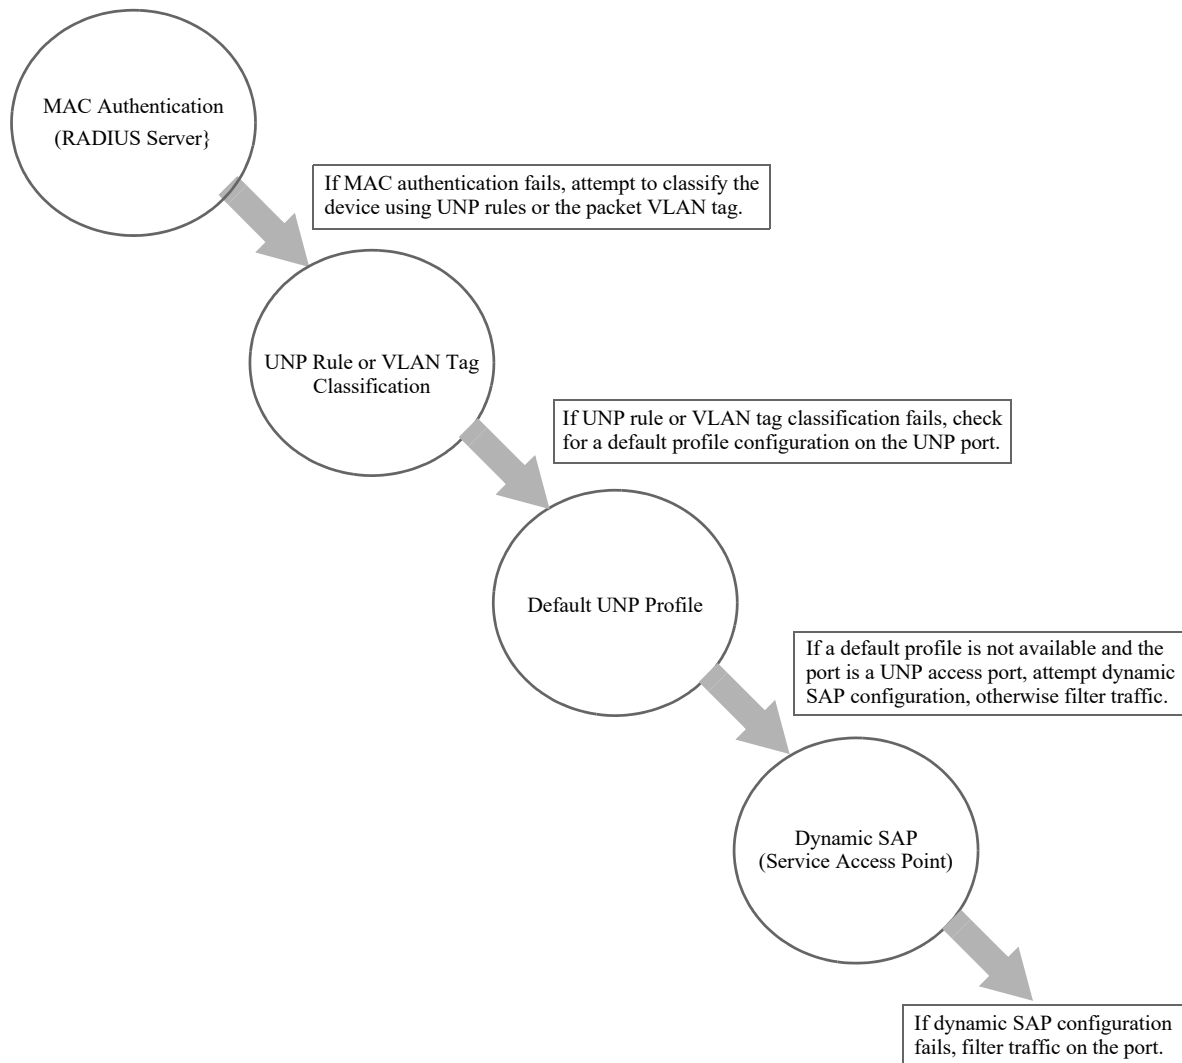 MAC Authentication
(RADIUS Server}
If MAC authentication fails, attempt to classify the
device using UNP rules or the packet VLAN tag.
UNP Rule or VLAN Tag
Classification
If UNP rule or VLAN tag classification fails, check
for a default profile configuration on the UNP port.
Default UNP Profile
If a default profile is not available and the
port is a UNP access port, attempt dynamic
SAP configuration, otherwise filter traffic.
Dynamic SAP
(Service Access Point)
If dynamic SAP configuration
fails, filter traffic on the port.